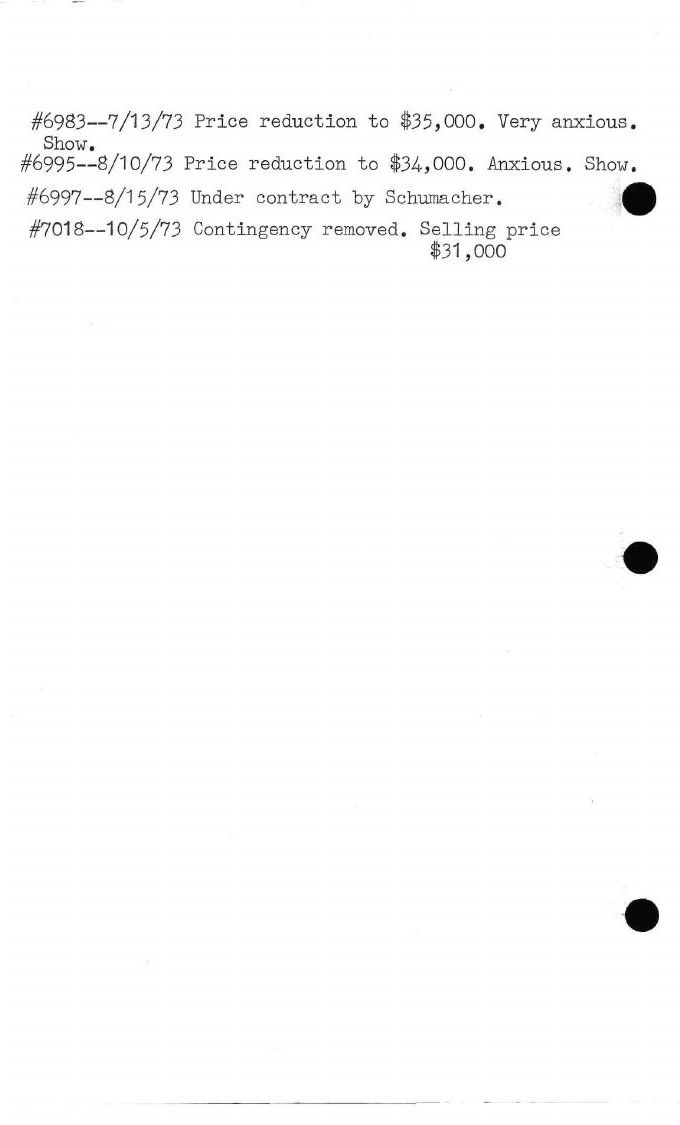 #6983--7/13/73 Price reduction to $35,000. Very anxious.
Show.
#6995--8/10/73 Price reduction to $34,000. Anxious. Show.
#6997--8/15/73 Under contract by Schumacher.
#7018--10/5/73 Contingency removed. Selling price
$31,000